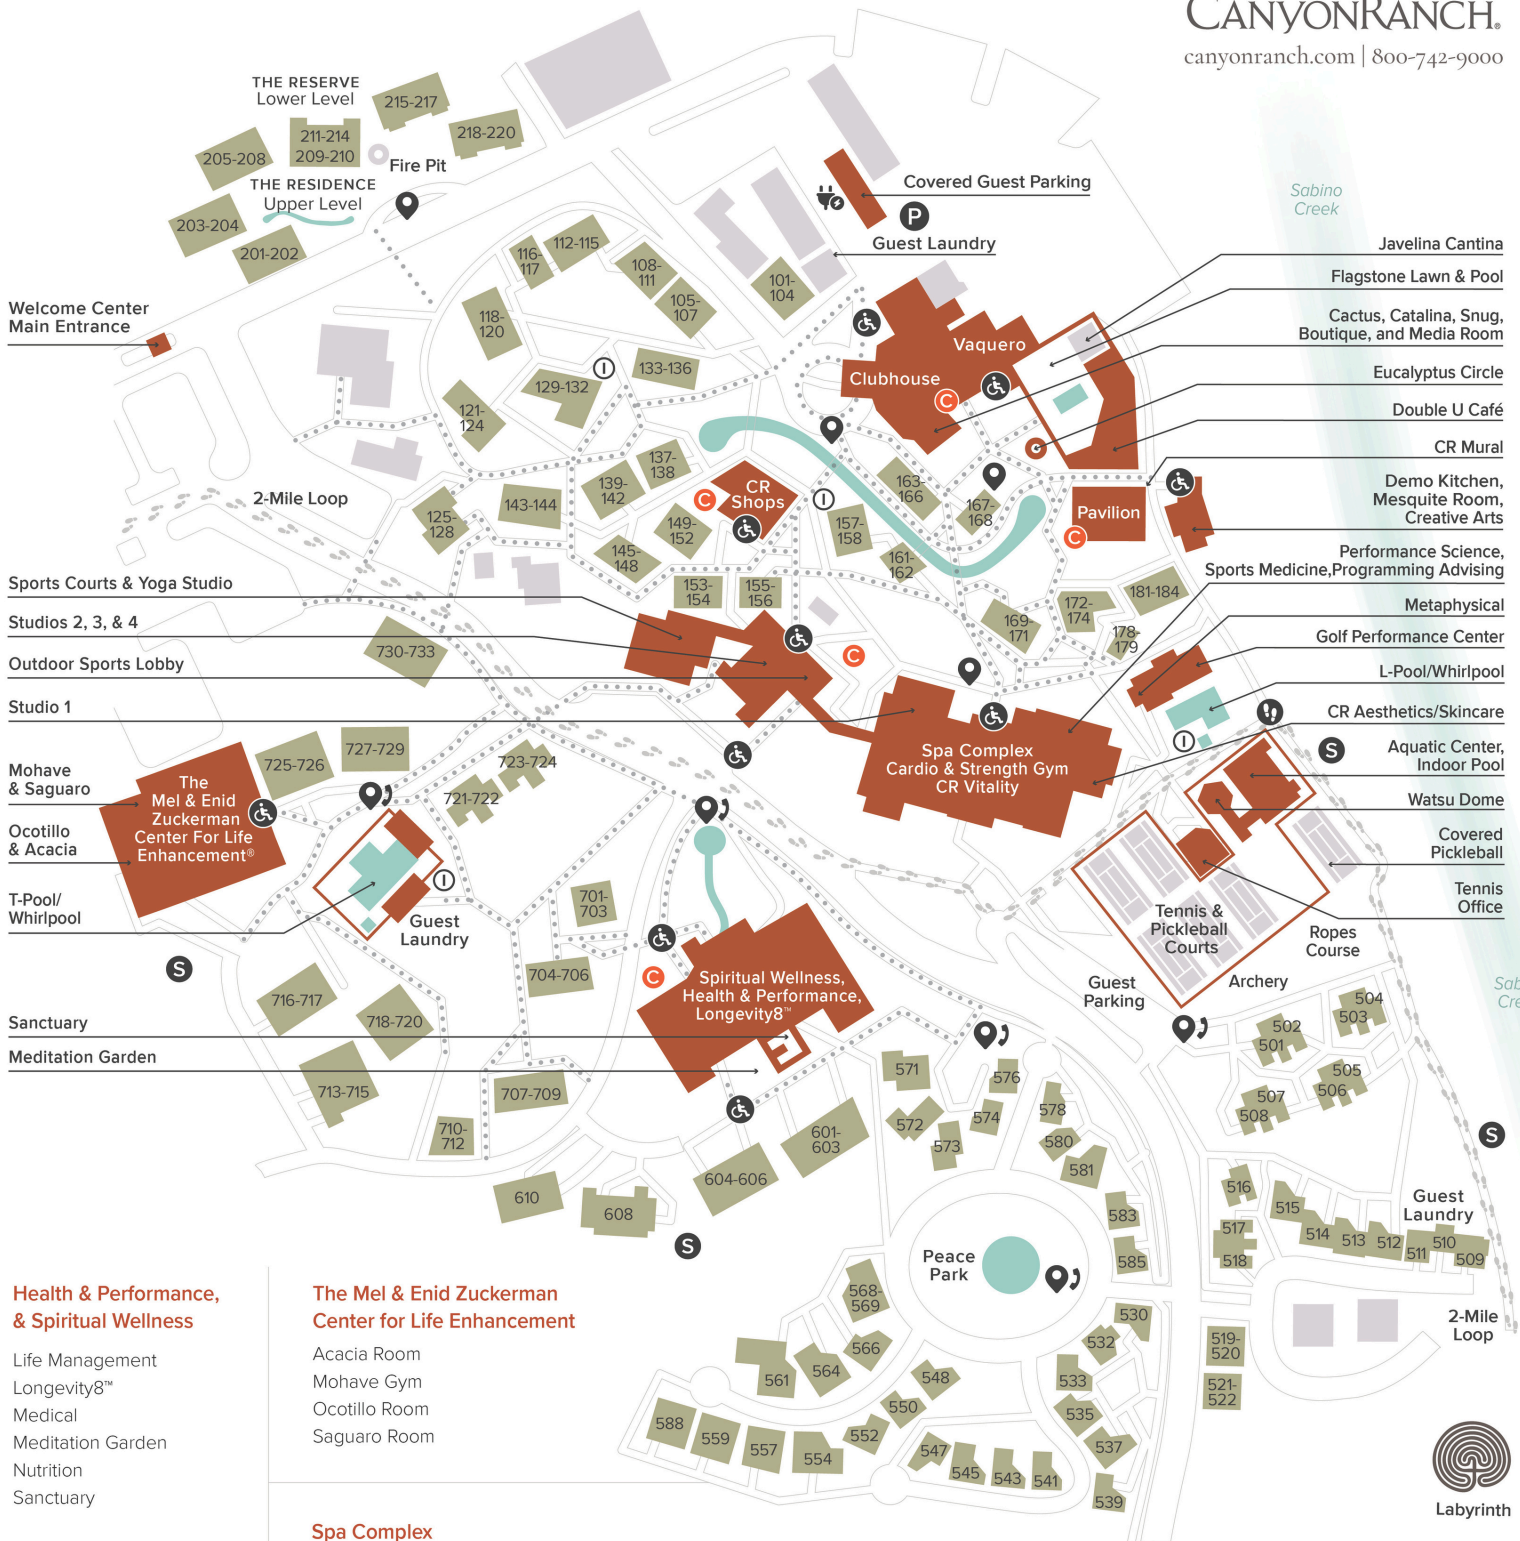 CANYONRANCH®
canyonranch.com | 800-742-9000
THE RESERVE
Lower Level
215-217
211-214
209-210
218-220
205-208
Fire Pit
THE RESIDENCE
Upper Level
203-204
201-202
Covered Guest Parking
P
Guest Laundry
Sabino
Creek
112-115
116-
117
108-
111
105-
107
101-
104
118-
120
Welcome Center
Main Entrance
Javelina Cantina
Flagstone Lawn & Pool
Cactus, Catalina, Snug,
Boutique, and Media Room
Eucalyptus Circle
Double U Café
CR Mural
Demo Kitchen,
Mesquite Room,
Creative Arts
Performance Science,
Sports Medicine,Programming Advising
Metaphysical
Golf Performance Center
L-Pool/Whirlpool
CR Aesthetics/Skincare
Aquatic Center,
Indoor Pool
Watsu Dome
Covered
Pickleball
Tennis
Office
Vaquero
Clubhouse
C
I
133-136
129-132
121-
124
137-
138
139-
142
143-144
125-
128
2-Mile Loop
C
CR
Shops
I
149-
152
145-
148
157-
158
163-
166
167-
168
161-
162
Pavilion
C
153-
154
155-
156
169-
171
172-
174
181-184
178-
179
Sports Courts & Yoga Studio
Studios 2, 3, & 4
Outdoor Sports Lobby
Studio 1
730-733
C
727-729
725-726
723-724
721-722
Mohave
& Saguaro
Ocotillo
& Acacia
T-Pool/
Whirlpool
The
Mel & Enid
Zuckerman
Center For Life
Enhancement®
I
Guest
Laundry
Spa Complex
Cardio & Strength Gym
CR Vitality
I
S
Tennis &
Pickleball
Courts
Ropes
Course
Archery
Guest
Parking
Sab
Cre
701-
703
704-706
C
Spiritual Wellness,
Health & Performance,
Longevity8™
S
716-717
718-720
Sanctuary
Meditation Garden
713-715
707-709
710-
712
610
608
604-606
601-
603
S
571
576
572
573
574
578
580
581
583
585
504
503
502
501
505
506
507
508
S
516
515
517
518
514
513
512
511
510
509
Guest
Laundry
2-Mile
Loop
Peace
Park
568-
569
566
564
561
548
550
552
554
557
559
588
547
545
543
541
530
532
533
535
537
539
519-
520
521-
522
Labyrinth
Health & Performance,
& Spiritual Wellness
Life Management
Longevity8™
Medical
Meditation Garden
Nutrition
Sanctuary
The Mel & Enid Zuckerman
Center for Life Enhancement
Acacia Room
Mohave Gym
Ocotillo Room
Saguaro Room
Spa Complex